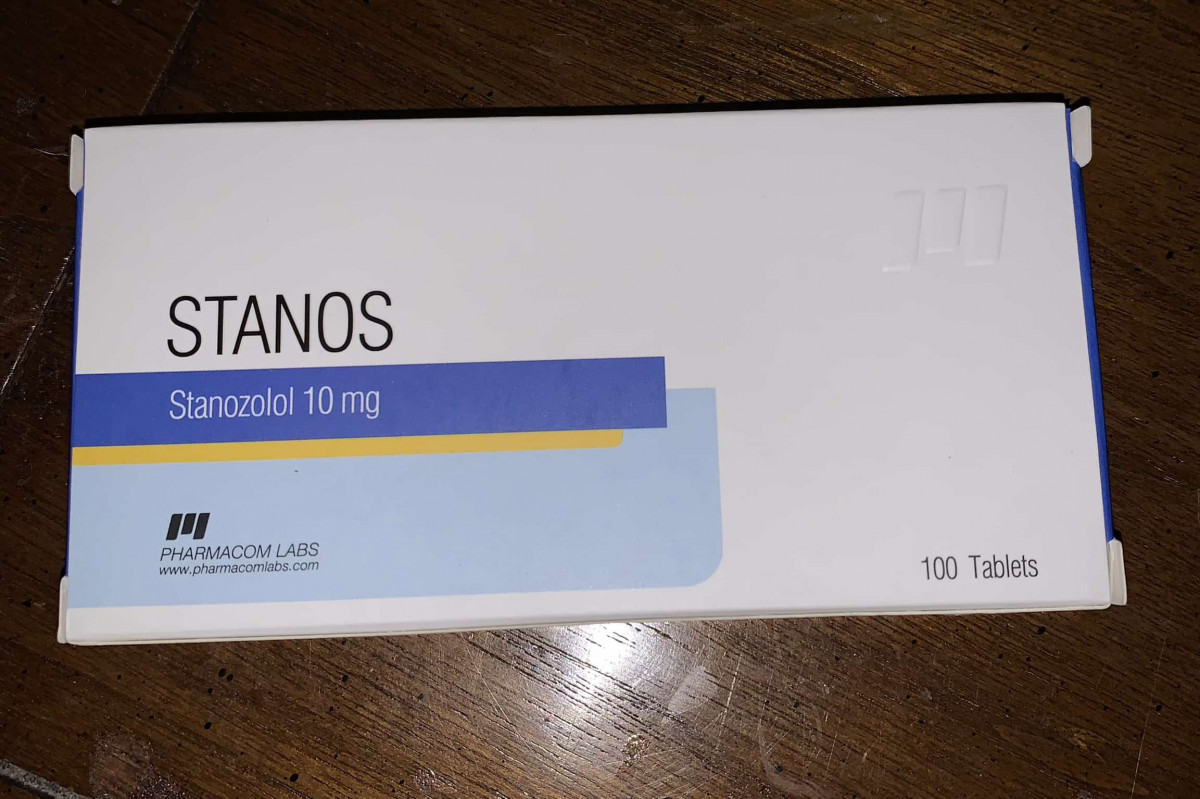 STANOS
Stanozolol 10 mg
PHARMACOM LABS
www.pharmacomlabs.com
100 Tablets